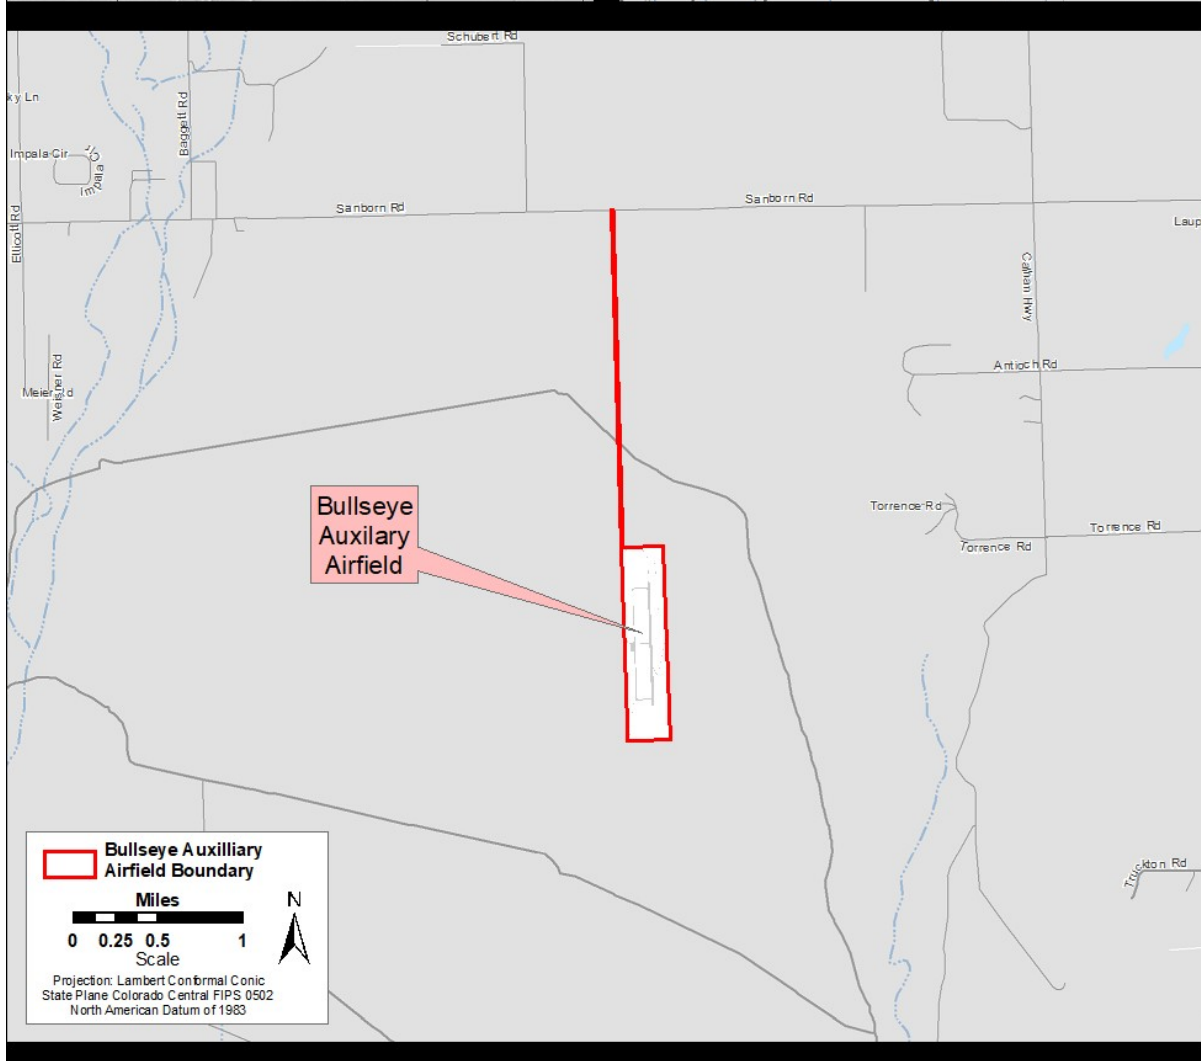 Schubert Rd
ky Ln
Baggett Rd
Impala Cir
Impala Cir
Sanborn Rd
Sanborn Rd
Ellicott Rd
Laup
Calhan Hwy
Antioch Rd
Meier Rd
Weisner Rd
Bullseye
Auxilary
Airfield
Torrence Rd
Torrence Rd
Torrence Rd
Truckton Rd
Bullseye Auxilliary
Airfield Boundary
Miles
N
0 0.25 0.5 1
Scale
Projection: Lambert Conformal Conic
State Plane Colorado Central FIPS 0502
North American Datum of 1983